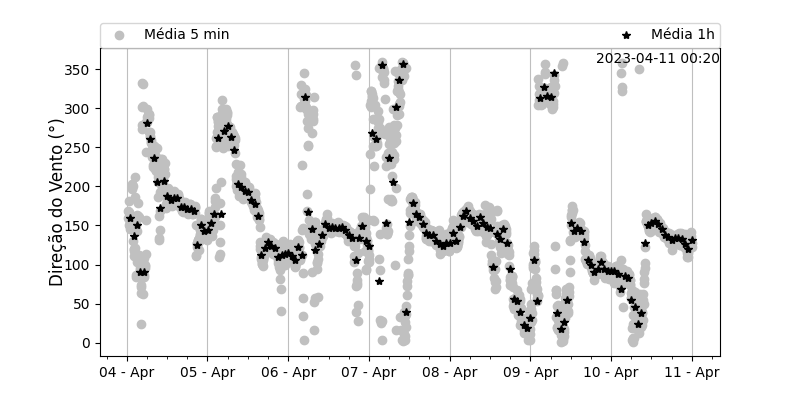 Média 5 min
Média 1h
2023-04-11 00:20
Direção do Vento (°)
350
300
250
200
150
100
50
0
04 - Apr
05 - Apr
06 - Apr
07 - Apr
08 - Apr
09 - Apr
10 - Apr
11 - Apr